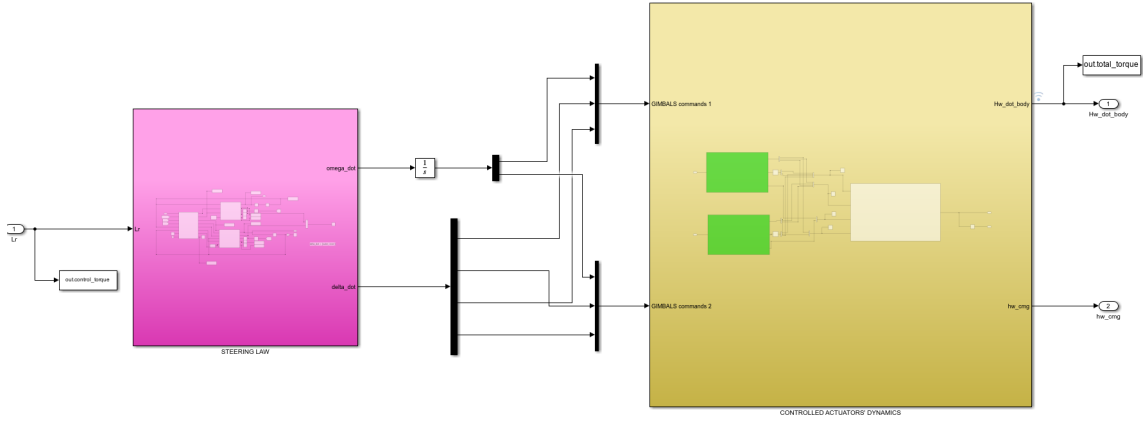 out.total_torque
GIMBALS commands 1
Hw_dot_body
1
Hw_dot_body
omega_dot
1
s
1
Lr
Lr
out.control_torque
delta_dot
GIMBALS commands 2
hw_cmg
2
hw_cmg
STEERING LAW
CONTROLLED ACTUATORS' DYNAMICS